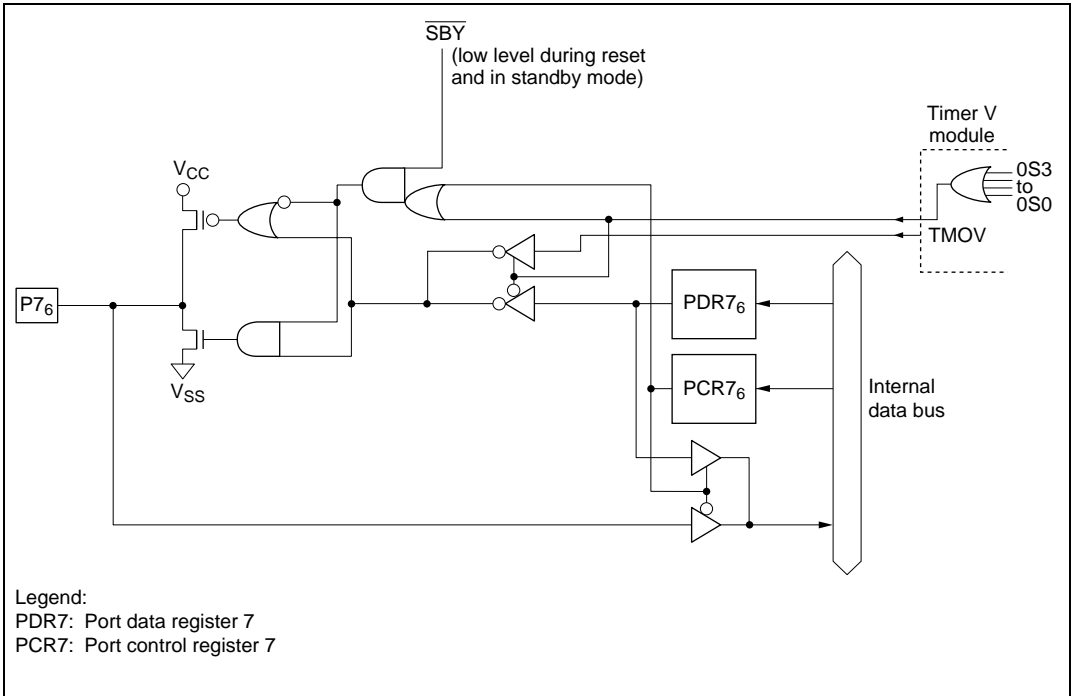 SBY
(low level during reset
and in standby mode)
Timer V
module
0S3
to
0S0
TMOV
VCC
P76
VSS
PDR76
PCR76
Internal
data bus
Legend:
PDR7: Port data register 7
PCR7: Port control register 7